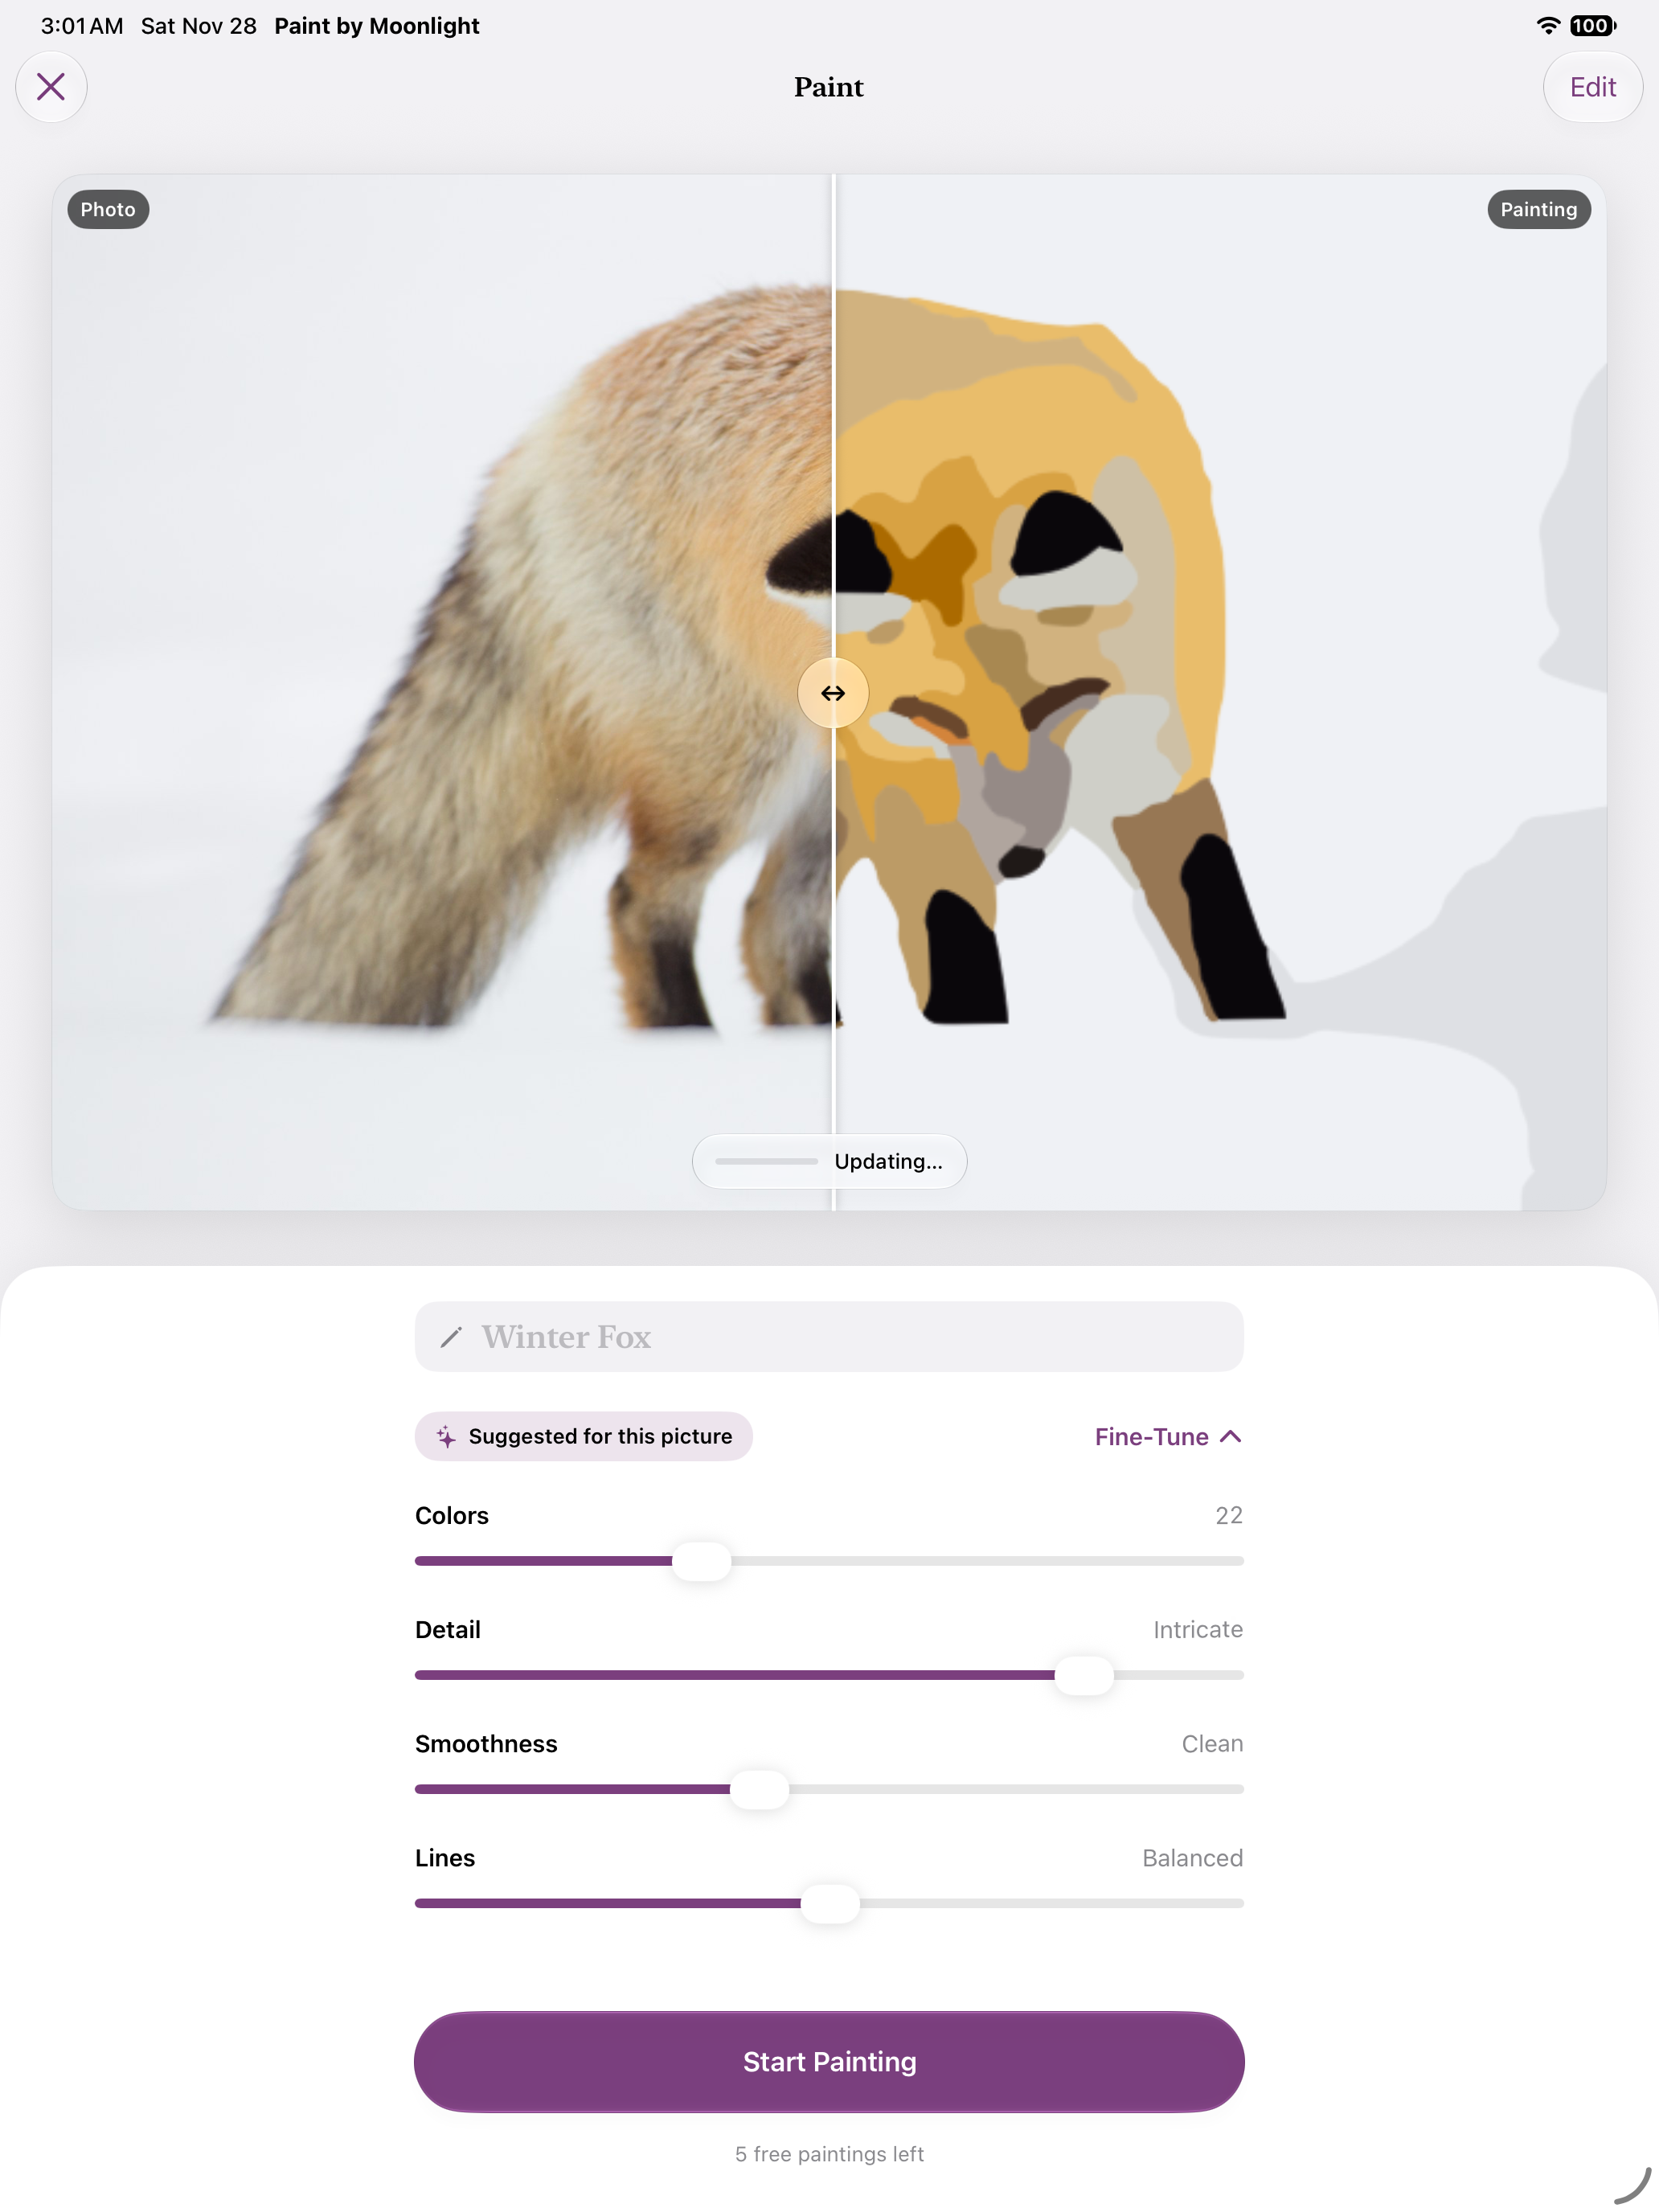 3:01 AM Sat Nov 28 Paint by Moonlight
100
Paint
Edit
Photo
Painting
Updating...
Winter Fox
Suggested for this picture
Fine-Tune
Colors
22
Detail
Intricate
Smoothness
Clean
Lines
Balanced
Start Painting
5 free paintings left